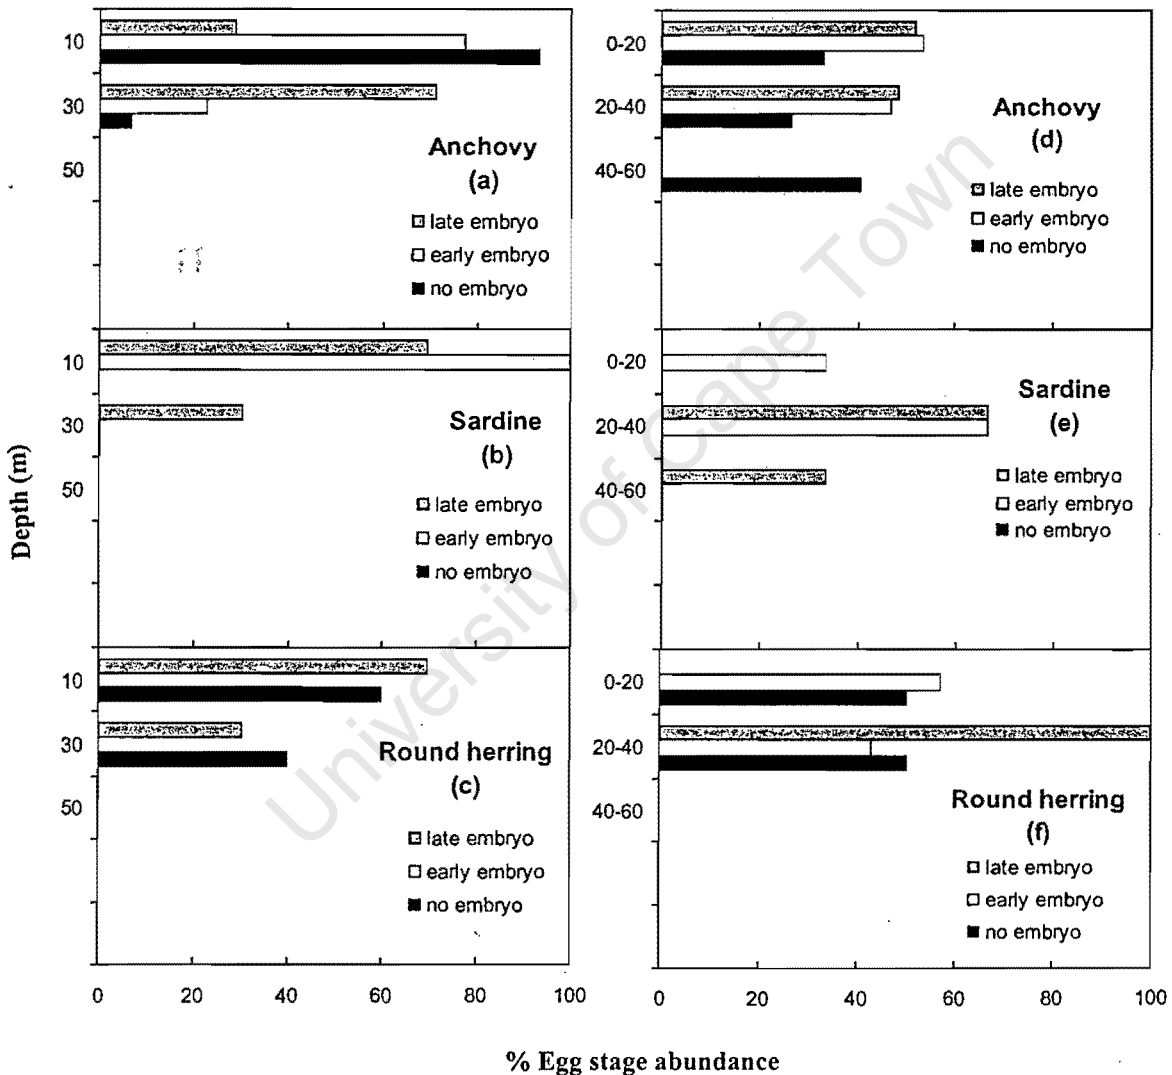 Depth (m)
10
30
50
Anchovy
(a)
late embryo
early embryo
no embryo
0-20
20-40
40-60
Anchovy
(d)
late embryo
early embryo
no embryo
10
30
50
Sardine
(b)
late embryo
early embryo
no embryo
0-20
20-40
40-60
Sardine
(e)
late embryo
early embryo
no embryo
10
30
50
Round herring
(c)
late embryo
early embryo
no embryo
0-20
20-40
40-60
Round herring
(f)
late embryo
early embryo
no embryo
0 20 40 60 80 100
0 20 40 60 80 100
% Egg stage abundance
University of Cape Town